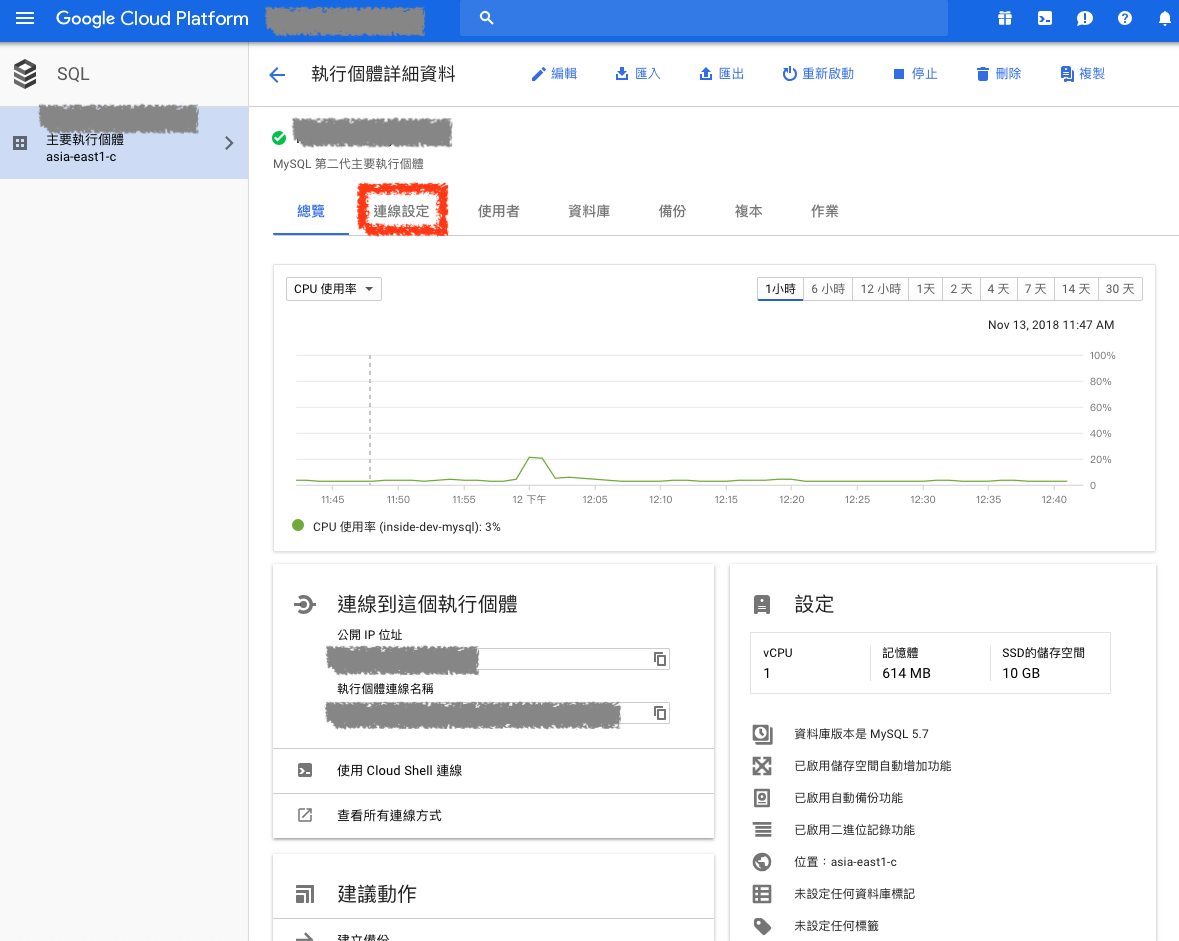 Google Cloud Platform
SQL
執行個體詳細資料
編輯
匯入
匯出
重新啟動
停止
刪除
複製
主要執行個體
asia-east1-c
MySQL 第二代主要執行個體
總覽
連線設定
使用者
資料庫
備份
複本
作業
CPU 使用率
1小時
6 小時
12 小時
1天
2 天
4 天
7 天
14 天
30 天
Nov 13, 2018 11:47 AM
100%
80%
60%
40%
20%
0
11:45
11:50
11:55
12 下午
12:05
12:10
12:15
12:20
12:25
12:30
12:35
12:40
CPU 使用率 (inside-dev-mysql): 3%
連線到這個執行個體
公開 IP 位址
執行個體連線名稱
使用 Cloud Shell 連線
查看所有連線方式
建議動作
建立備份
設定
vCPU
1
記憶體
614 MB
SSD的儲存空間
10 GB
資料庫版本是 MySQL 5.7
已啟用儲存空間自動增加功能
已啟用自動備份功能
已啟用二進位記錄功能
位置：asia-east1-c
未設定任何資料庫標記
未設定任何標籤